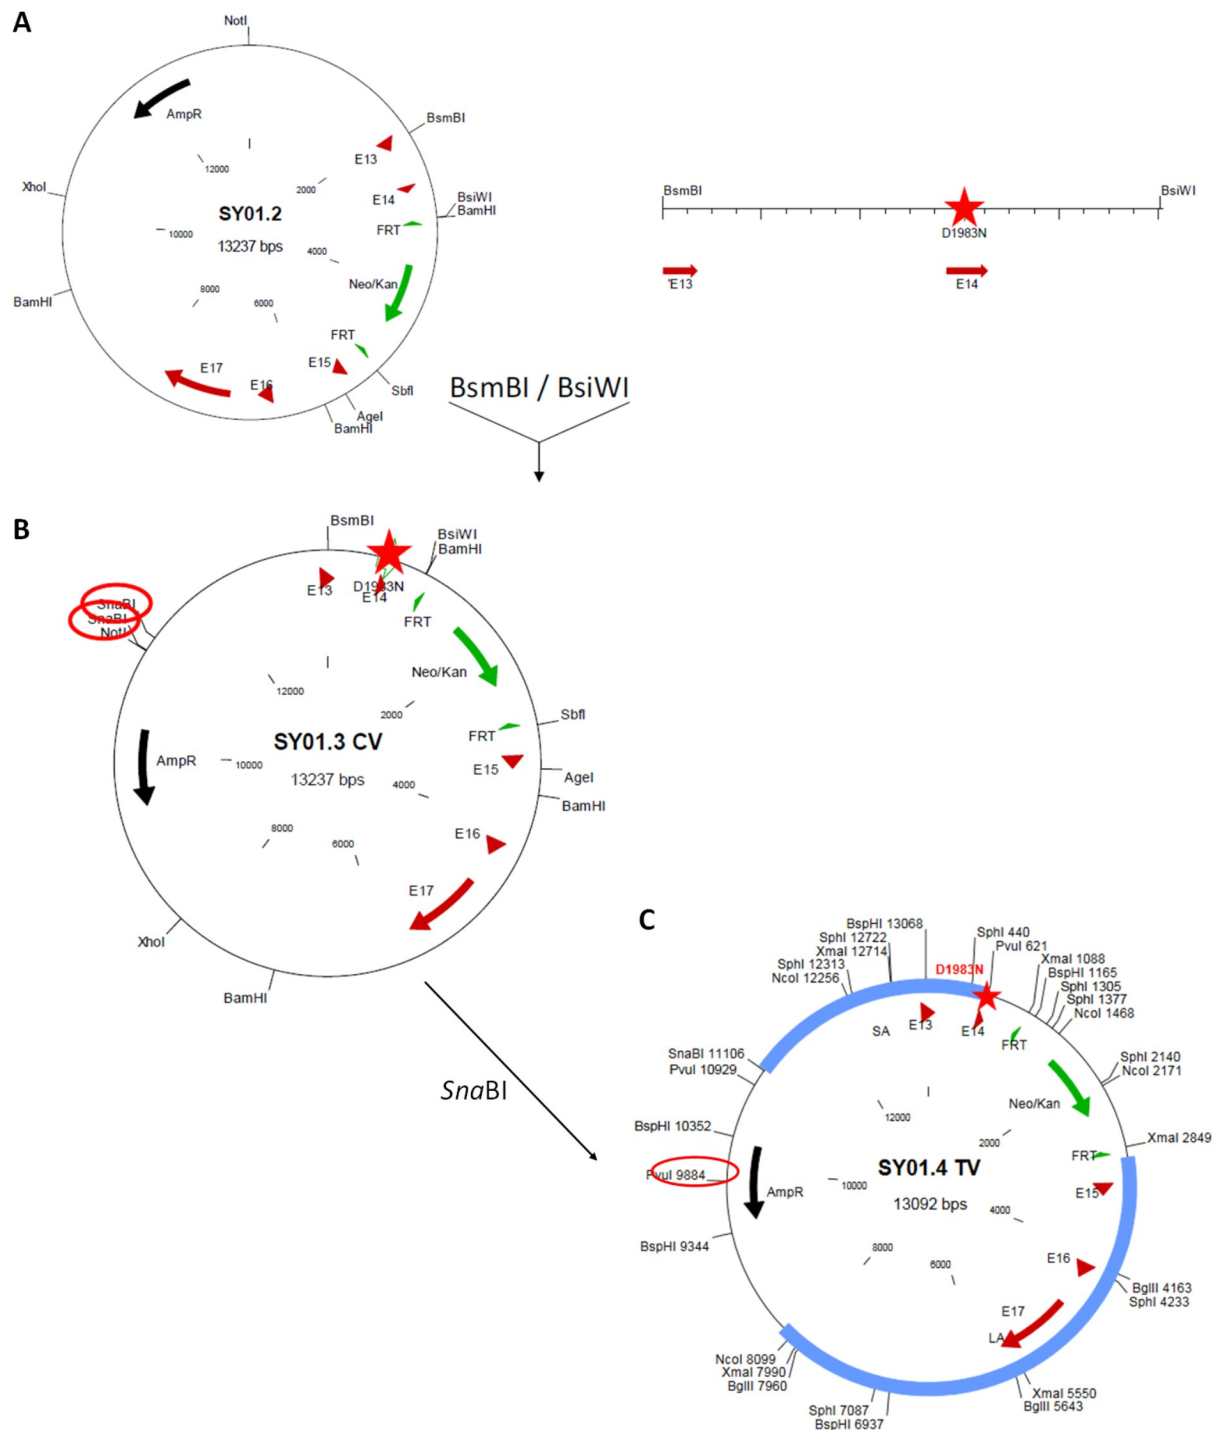 A
NotI
AmpR
BsmBI
E13
12000
2000
XhoI
SY01.2
E14
BsiWI
BamHI
FRT
10000
13237 bps
4000
Neo/Kan
BamHI
8000
6000
FRT
E17
E16
E15
SbfI
AgeI
BamHI
BsmBI
BsiWI
D1983N
'E13
E14
BsmBI / BsiWI
B
BsmBI
BsiWI
BamHI
SnaBI
SnaBI
NotI
E13
D1983N
E14
FRT
12000
Neo/Kan
2000
SbfI
SY01.3 CV
FRT
AmpR
10000
13237 bps
E15
AgeI
4000
BamHI
8000
6000
E16
E17
XhoI
BamHI
SnaBI
C
BspHI 13068
SphI 12722
XmaI 12714
SphI 12313
NcoI 12256
D1983N
SphI 440
PvuI 621
XmaI 1088
BspHI 1165
SphI 1305
SphI 1377
NcoI 1468
SA
E13
E14
FRT
SnaBI 11106
PvuI 10929
SphI 2140
NcoI 2171
12000
Neo/Kan
BspHI 10352
2000
XmaI 2849
PvuI 9884
SY01.4 TV
FRT
AmpR
10000
13092 bps
E15
4000
BspHI 9344
8000
6000
E16
BglII 4163
SphI 4233
E17
LA
NcoI 8099
XmaI 7990
BglII 7960
SphI 7087
BspHI 6937
XmaI 5550
BglII 5643